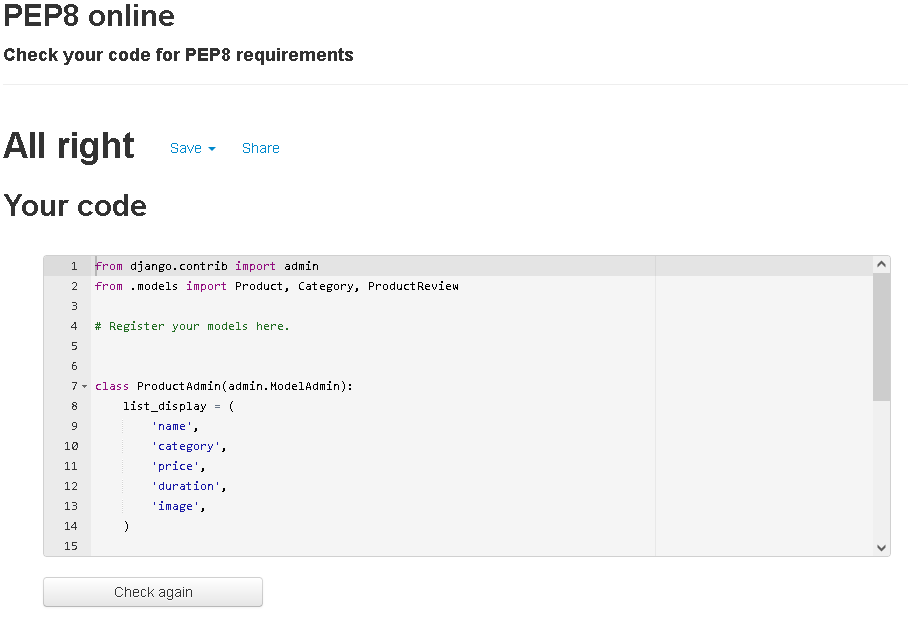 PEP8 online
Check your code for PEP8 requirements
All right Save Share
Your code
1 from django.contrib import admin
2 from .models import Product, Category, ProductReview
3
4 # Register your models here.
5
6
7 class ProductAdmin(admin.ModelAdmin):
8 list_display = (
9 'name',
10 'category',
11 'price',
12 'duration',
13 'image',
14 )
15
Check again